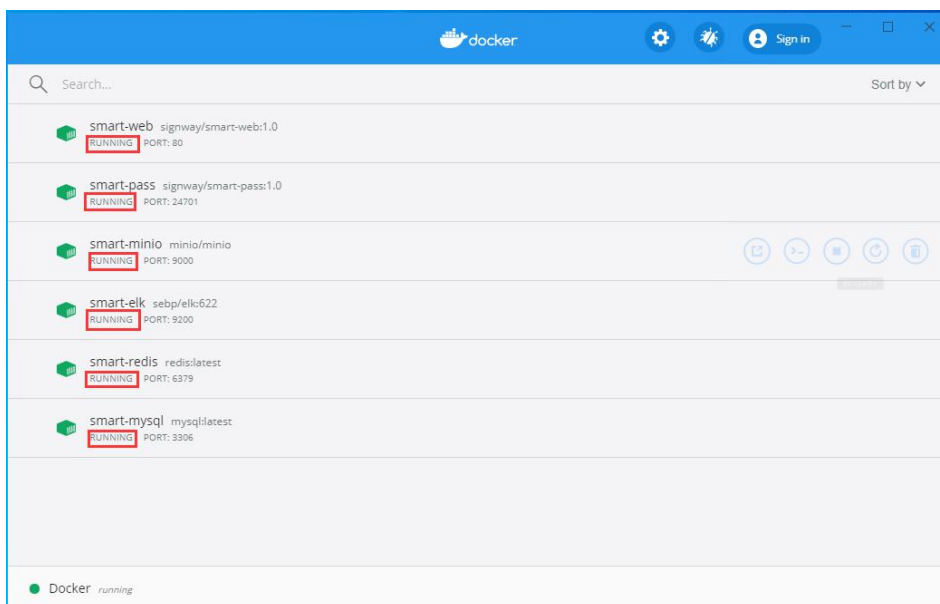 docker
Sign in
Search...
Sort by
smart-web signway/smart-web:1.0
RUNNING PORT: 80
smart-pass signway/smart-pass:1.0
RUNNING PORT: 24701
smart-minio minio/minio
RUNNING PORT: 9000
smart-elk sebp/elk:622
RUNNING PORT: 9200
smart-redis redis:latest
RUNNING PORT: 6379
smart-mysql mysql:latest
RUNNING PORT: 3306
Docker running